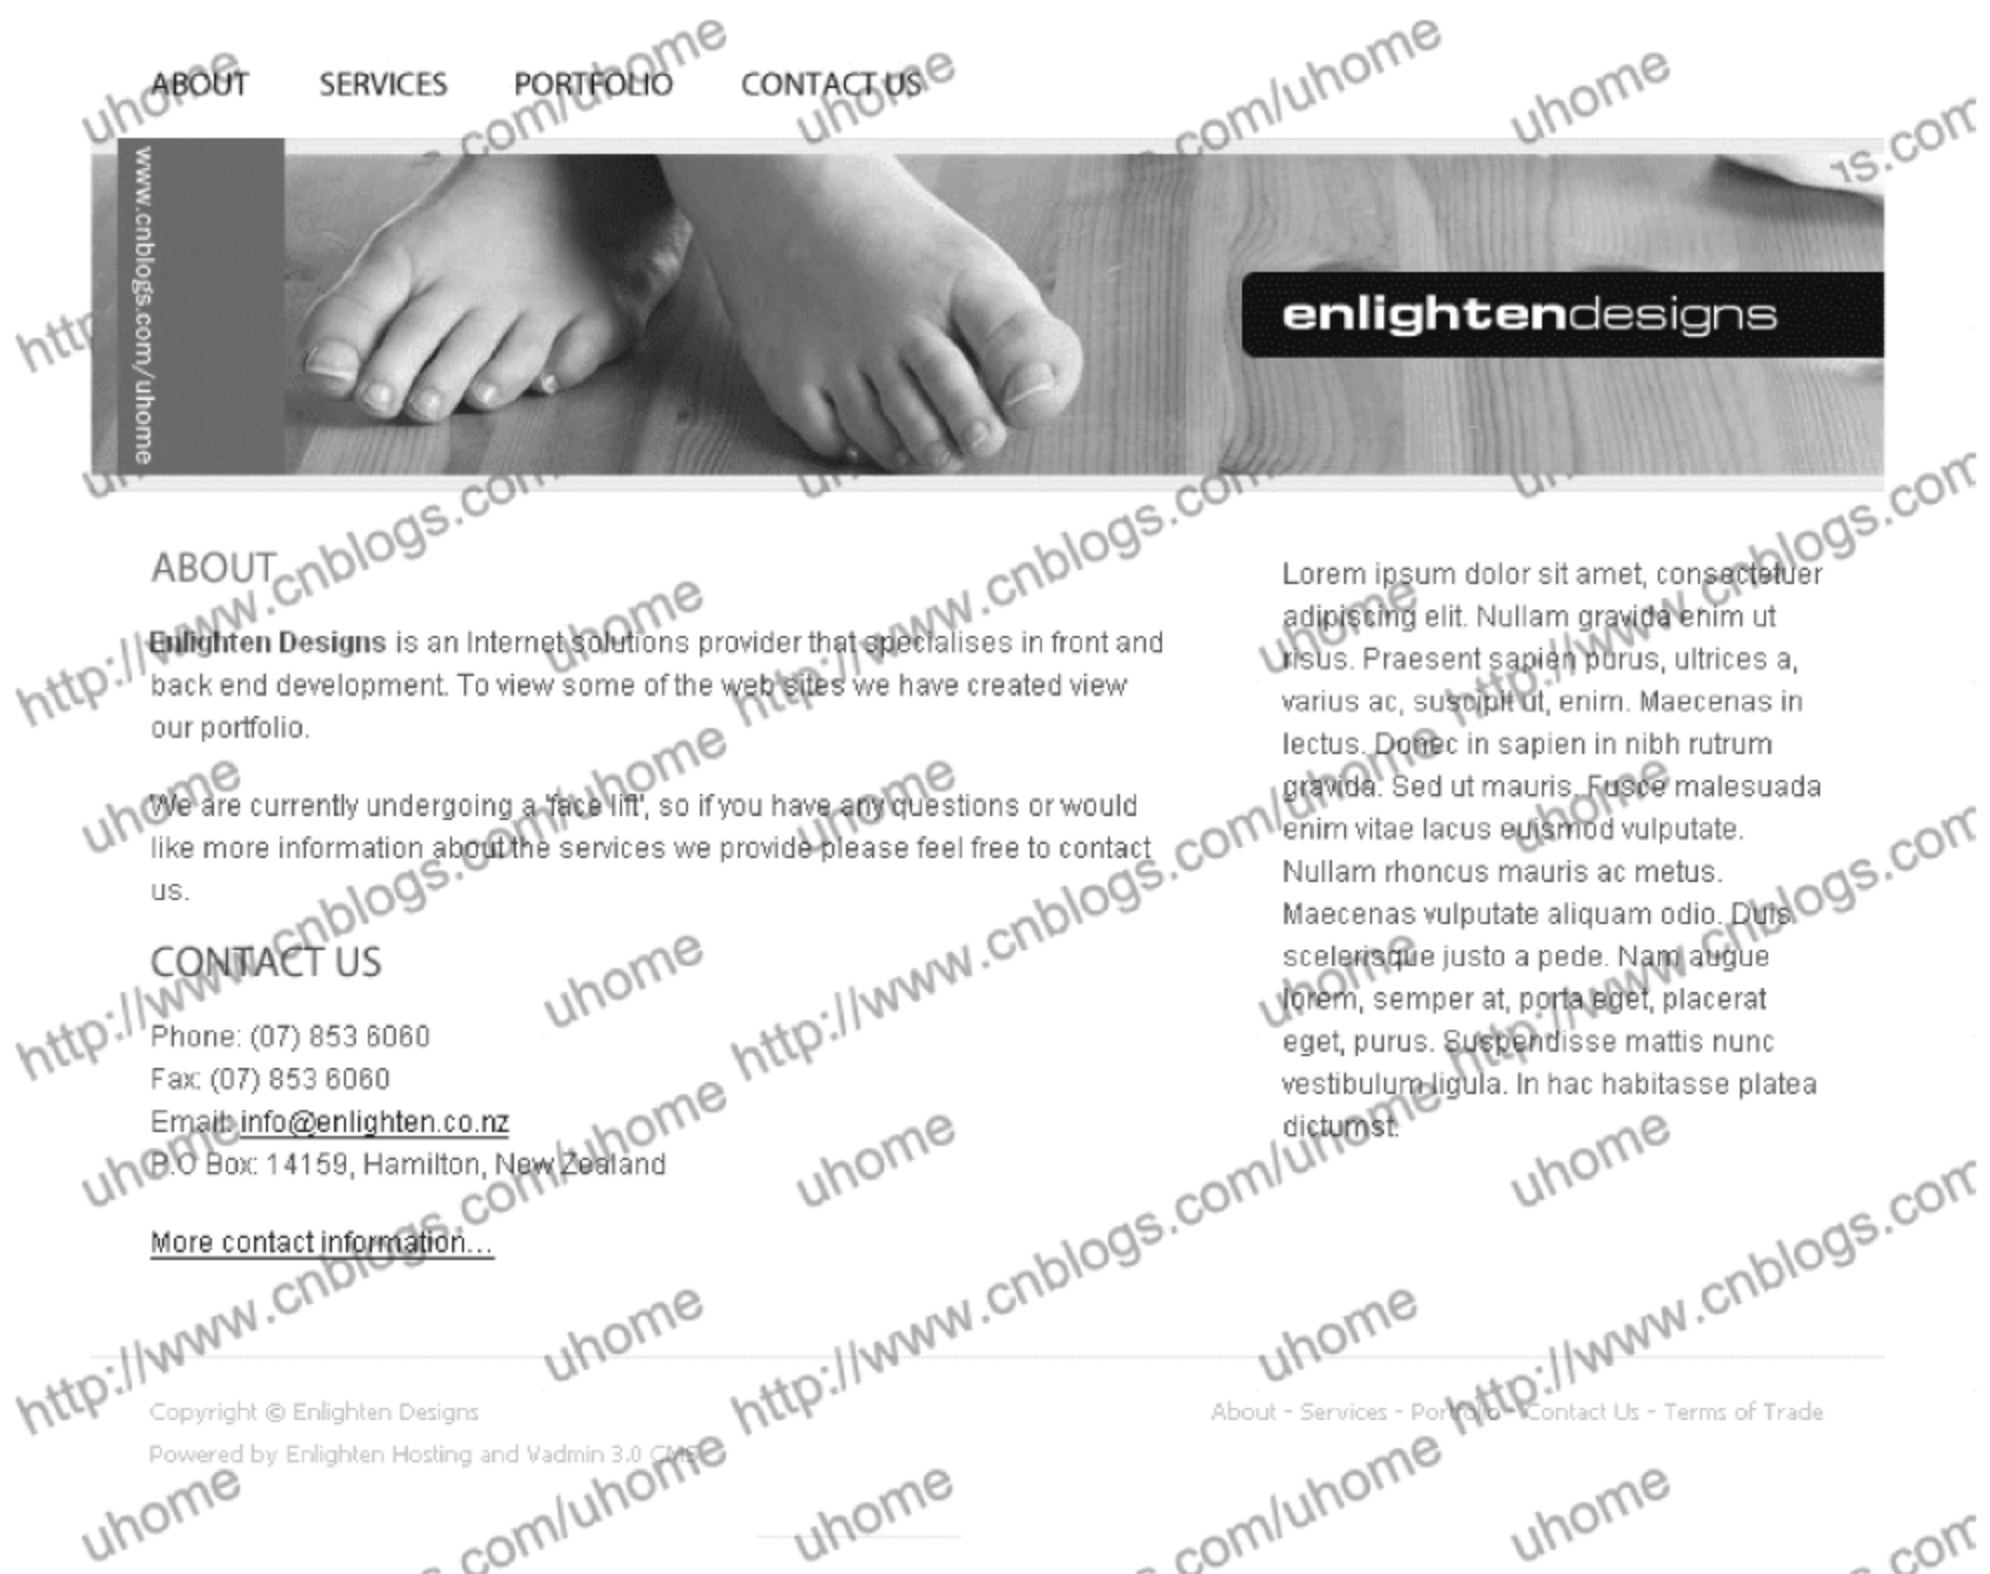 ABOUT SERVICES PORTFOLIO CONTACT US
www.cnblogs.com/uhome
enlightendesigns
ABOUT
Enlighten Designs is an Internet solutions provider that specialises in front and
back end development. To view some of the web sites we have created view
our portfolio.
We are currently undergoing a 'face lift', so if you have any questions or would
like more information about the services we provide please feel free to contact
us.
CONTACT US
Phone: (07) 853 6060
Fax: (07) 853 6060
Email: info@enlighten.co.nz
P.O Box: 14159, Hamilton, New Zealand
More contact information...
Lorem ipsum dolor sit amet, consectetuer
adipiscing elit. Nullam gravida enim ut
risus. Praesent sapien purus, ultrices a,
varius ac, suscipit ut, enim. Maecenas in
lectus. Donec in sapien in nibh rutrum
gravida. Sed ut mauris. Fusce malesuada
enim vitae lacus euismod vulputate.
Nullam rhoncus mauris ac metus.
Maecenas vulputate aliquam odio. Duis
scelerisque justo a pede. Nam augue
lorem, semper at, porta eget, placerat
eget, purus. Suspendisse mattis nunc
vestibulum ligula. In hac habitasse platea
dictumst.
Copyright © Enlighten Designs
Powered by Enlighten Hosting and Vadmin 3.0 CMS
About - Services - Portfolio - Contact Us - Terms of Trade
http://www.cnblogs.com/uhome